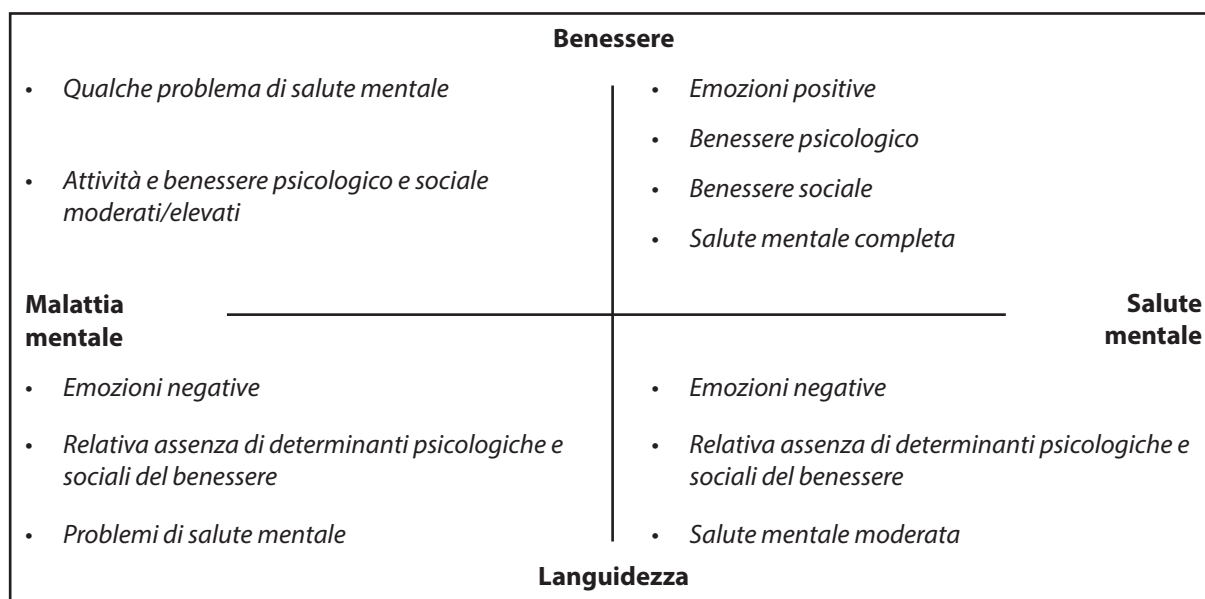 Benessere
• Qualche problema di salute mentale
• Attività e benessere psicologico e sociale
moderati/elevati
• Emozioni positive
• Benessere psicologico
• Benessere sociale
• Salute mentale completa
Malattia
mentale
Salute
mentale
• Emozioni negative
• Relativa assenza di determinanti psicologiche e
sociali del benessere
• Problemi di salute mentale
• Emozioni negative
• Relativa assenza di determinanti psicologiche e
sociali del benessere
• Salute mentale moderata
Languidezza